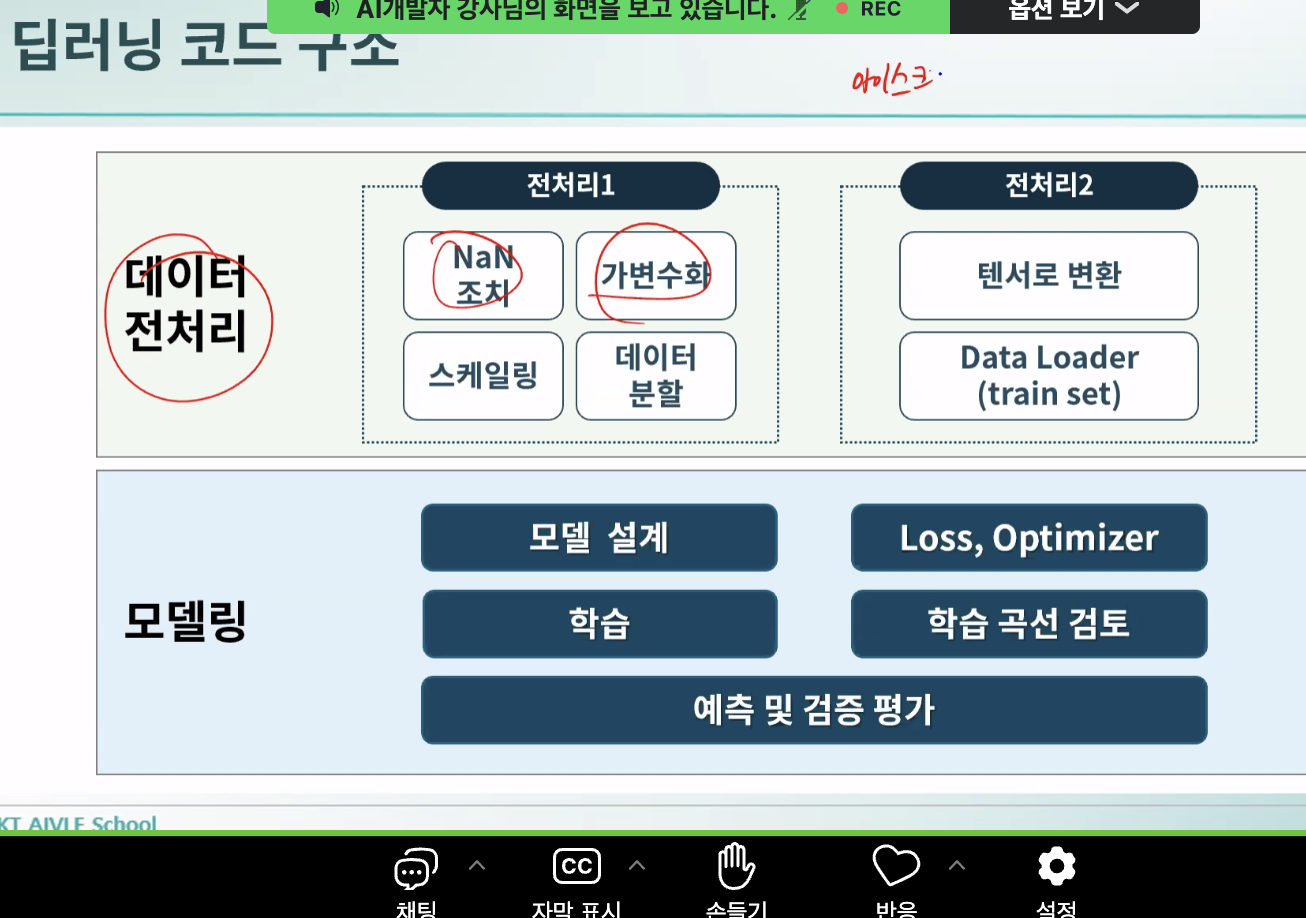 AI개발자 강사님의 화면을 보고 있습니다.
REC
옵션 보기
딥러닝 코드 구조
아이스크
데이터
전처리
전처리1
NaN
조치
가변수화
스케일링
데이터
분할
전처리2
텐서로 변환
Data Loader
(train set)
모델링
모델 설계
Loss, Optimizer
학습
학습 곡선 검토
예측 및 검증 평가
KT AIVLE School
CC
채팅
자막 표시
손들기
반응
설정